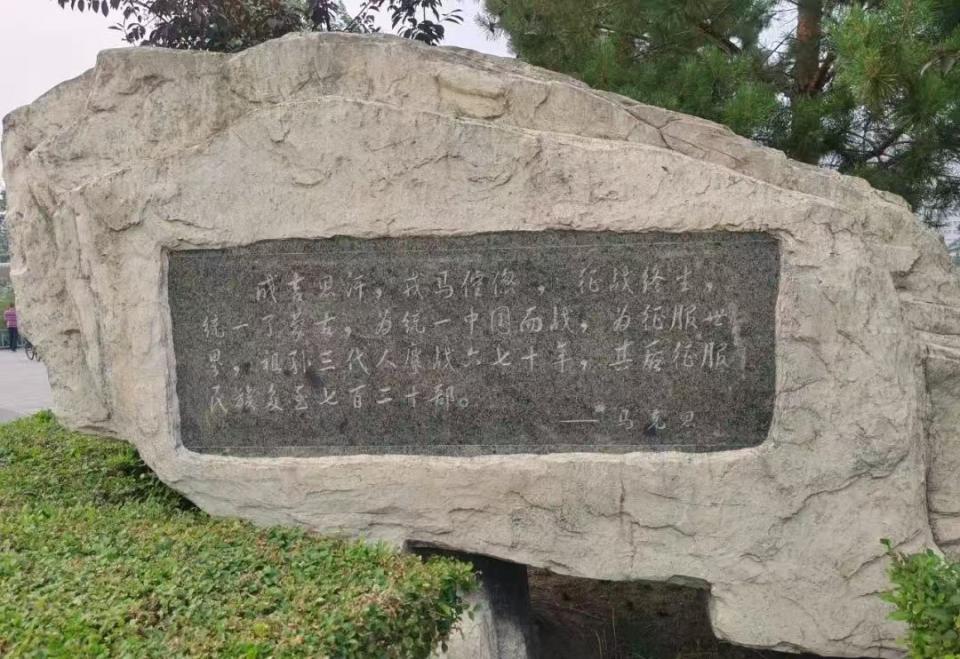 成吉思汗，戎马倥偬，征战终生，
统一了蒙古，为统一中国而战，为征服世
界，祖孙三代人鏖战六七十年，其后征服
民族多至七百二十部。
——马克思